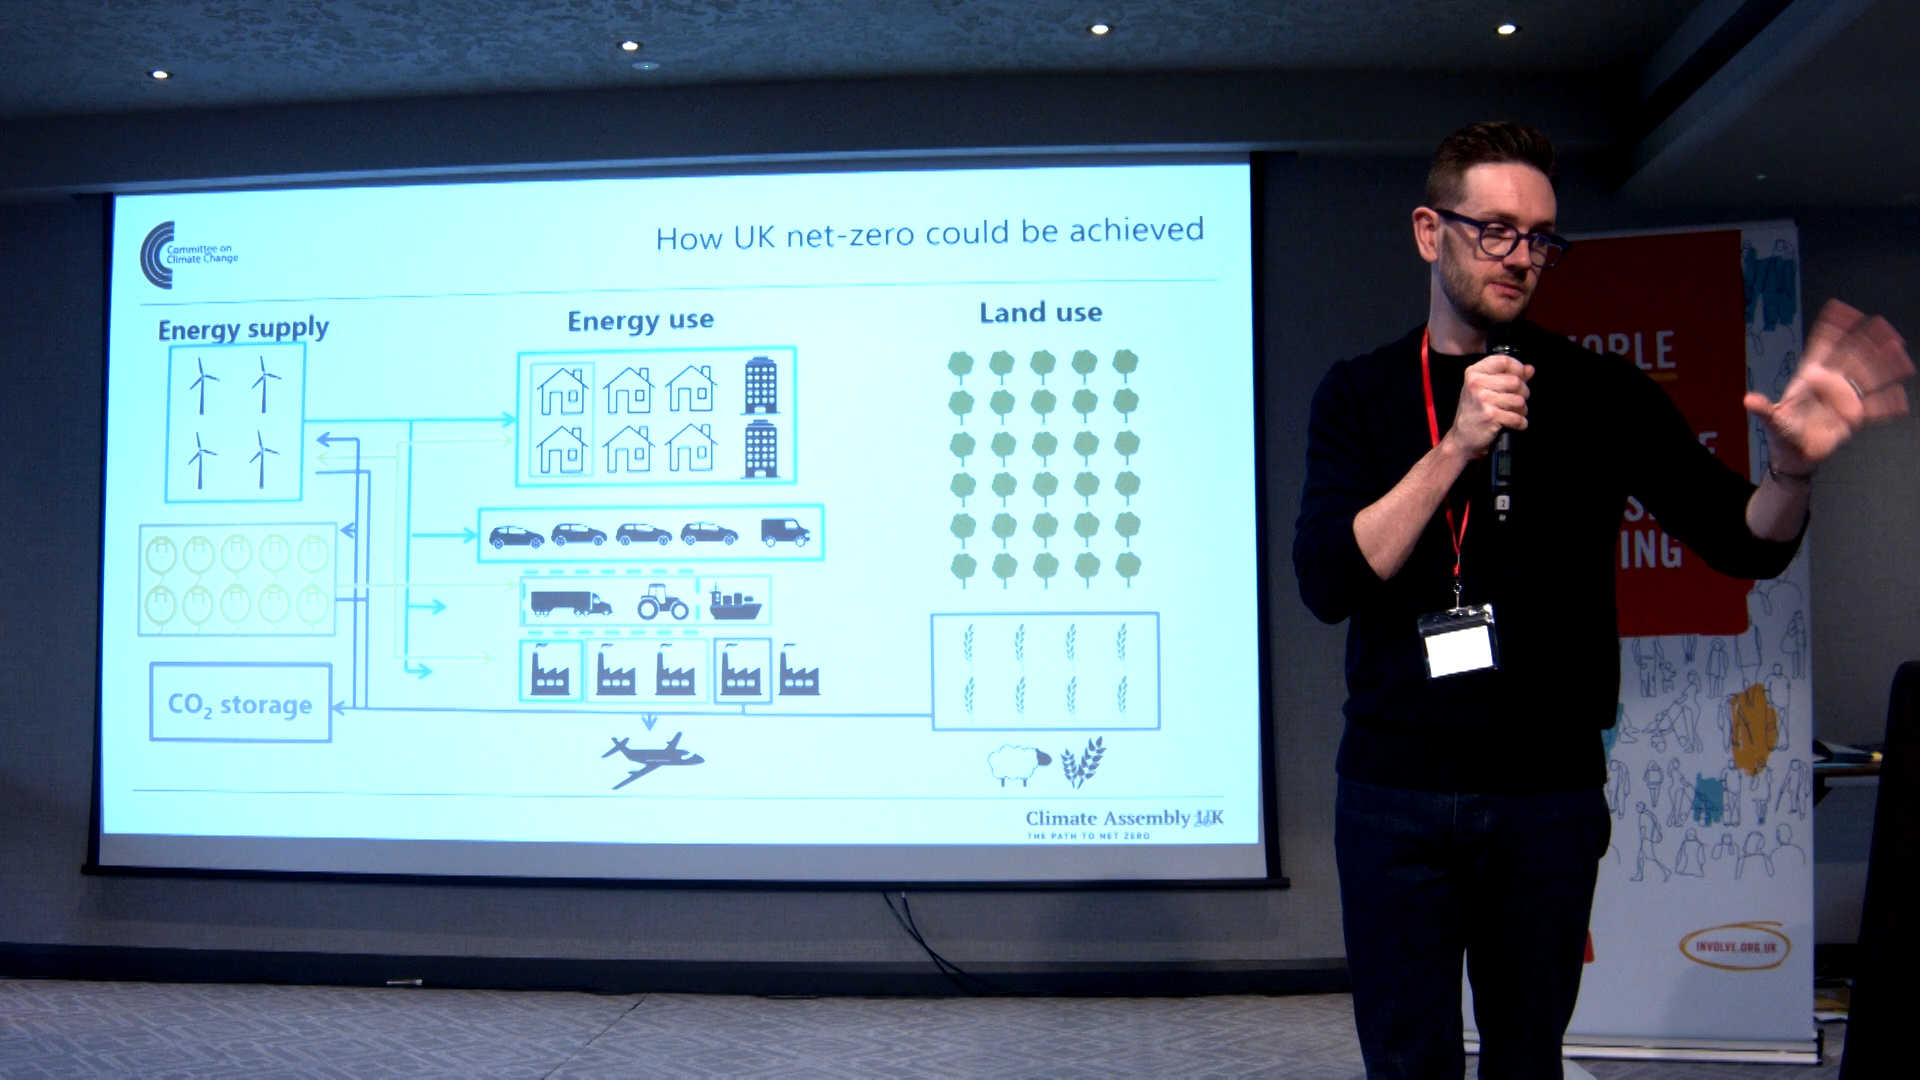 Committee on
Climate Change
How UK net-zero could be achieved
Energy supply
Energy use
Land use
CO₂ storage
Climate Assembly UK
THE PATH TO NET ZERO
2
INVOLVE.ORG.UK